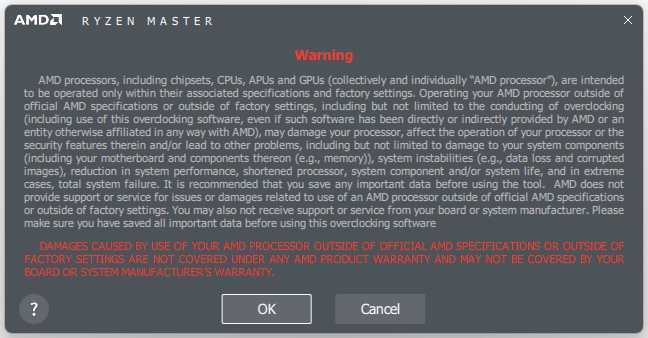 AMD RYZEN MASTER
Warning
AMD processors, including chipsets, CPUs, APUs and GPUs (collectively and individually “AMD processor”), are intended
to be operated only within their associated specifications and factory settings. Operating your AMD processor outside of
official AMD specifications or outside of factory settings, including but not limited to the conducting of overclocking
(including use of this overclocking software, even if such software has been directly or indirectly provided by AMD or an
entity otherwise affiliated in any way with AMD), may damage your processor, affect the operation of your processor or the
security features therein and/or lead to other problems, including but not limited to damage to your system components
(including your motherboard and components thereon (e.g., memory)), system instabilities (e.g., data loss and corrupted
images), reduction in system performance, shortened processor, system component and/or system life, and in extreme
cases, total system failure. It is recommended that you save any important data before using the tool.  AMD does not
provide support or service for issues or damages related to use of an AMD processor outside of official AMD specifications
or outside of factory settings. You may also not receive support or service from your board or system manufacturer. Please
make sure you have saved all important data before using this overclocking software
DAMAGES CAUSED BY USE OF YOUR AMD PROCESSOR OUTSIDE OF OFFICIAL AMD SPECIFICATIONS OR OUTSIDE OF
FACTORY SETTINGS ARE NOT COVERED UNDER ANY AMD PRODUCT WARRANTY AND MAY NOT BE COVERED BY YOUR
BOARD OR SYSTEM MANUFACTURER'S WARRANTY.
? OK Cancel